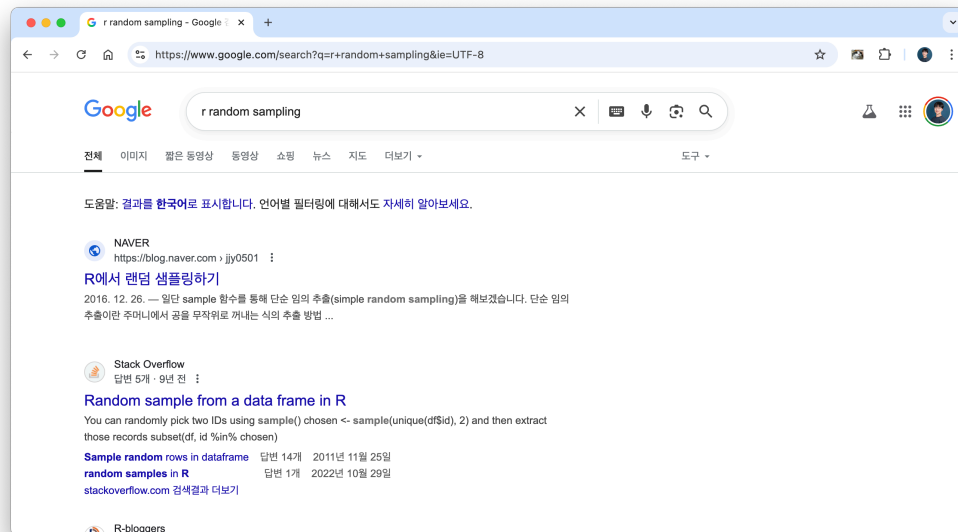 r random sampling - Google
https://www.google.com/search?q=r+random+sampling&ie=UTF-8
Google
r random sampling
전체 이미지 짧은 동영상 동영상 쇼핑 뉴스 지도 더보기 도구
도움말: 결과를 한국어로 표시합니다. 언어별 필터링에 대해서도 자세히 알아보세요.
NAVER
https://blog.naver.com › jjy0501
R에서 랜덤 샘플링하기
2016. 12. 26. — 일단 sample 함수를 통해 단순 임의 추출(simple random sampling)을 해보겠습니다. 단순 임의
추출이란 주머니에서 공을 무작위로 꺼내는 식의 추출 방법 ...
Stack Overflow
답변 5개 · 9년 전
Random sample from a data frame in R
You can randomly pick two IDs using sample() chosen <- sample(unique(df$id), 2) and then extract
those records subset(df, id %in% chosen)
Sample random rows in dataframe 답변 14개 2011년 11월 25일
random samples in R 답변 1개 2022년 10월 29일
stackoverflow.com 검색결과 더보기
R-bloggers